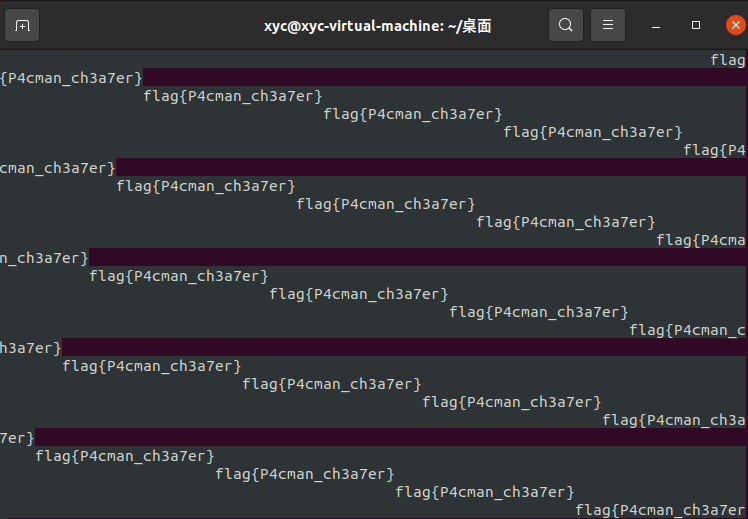 xyc@xyc-virtual-machine: ~/桌面
flag
{P4cman_ch3a7er}
flag{P4cman_ch3a7er}
flag{P4cman_ch3a7er}
flag{P4cman_ch3a7er}
flag{P4
cman_ch3a7er}
flag{P4cman_ch3a7er}
flag{P4cman_ch3a7er}
flag{P4cman_ch3a7er}
flag{P4cma
n_ch3a7er}
flag{P4cman_ch3a7er}
flag{P4cman_ch3a7er}
flag{P4cman_ch3a7er}
flag{P4cman_c
h3a7er}
flag{P4cman_ch3a7er}
flag{P4cman_ch3a7er}
flag{P4cman_ch3a7er}
flag{P4cman_ch3a
7er}
flag{P4cman_ch3a7er}
flag{P4cman_ch3a7er}
flag{P4cman_ch3a7er}
flag{P4cman_ch3a7er